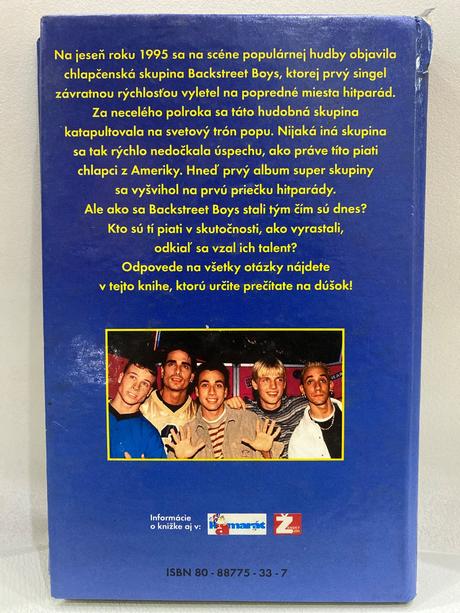 Na jeseň roku 1995 sa na scéne populárnej hudby objavila
chlapčenská skupina Backstreet Boys, ktorej prvý singel
závratnou rýchlosťou vyletel na popredné miesta hitparád.
Za necelého polroka sa táto hudobná skupina
katapultovala na svetový trón popu. Nijaká iná skupina
sa tak rýchlo nedočkala úspechu, ako práve títo piati
chlapci z Ameriky. Hneď prvý album super skupiny
sa vyšvihol na prvú priečku hitparády.
Ale ako sa Backstreet Boys stali tým čím sú dnes?
Kto sú tí piati v skutočnosti, ako vyrastali,
odkiaľ sa vzal ich talent?
Odpovede na všetky otázky nájdete
v tejto knihe, ktorú určite prečítate na dúšok!
Informácie
o knižke aj v:
kamarát
Ž
ISBN 80 - 88775 - 33 - 7